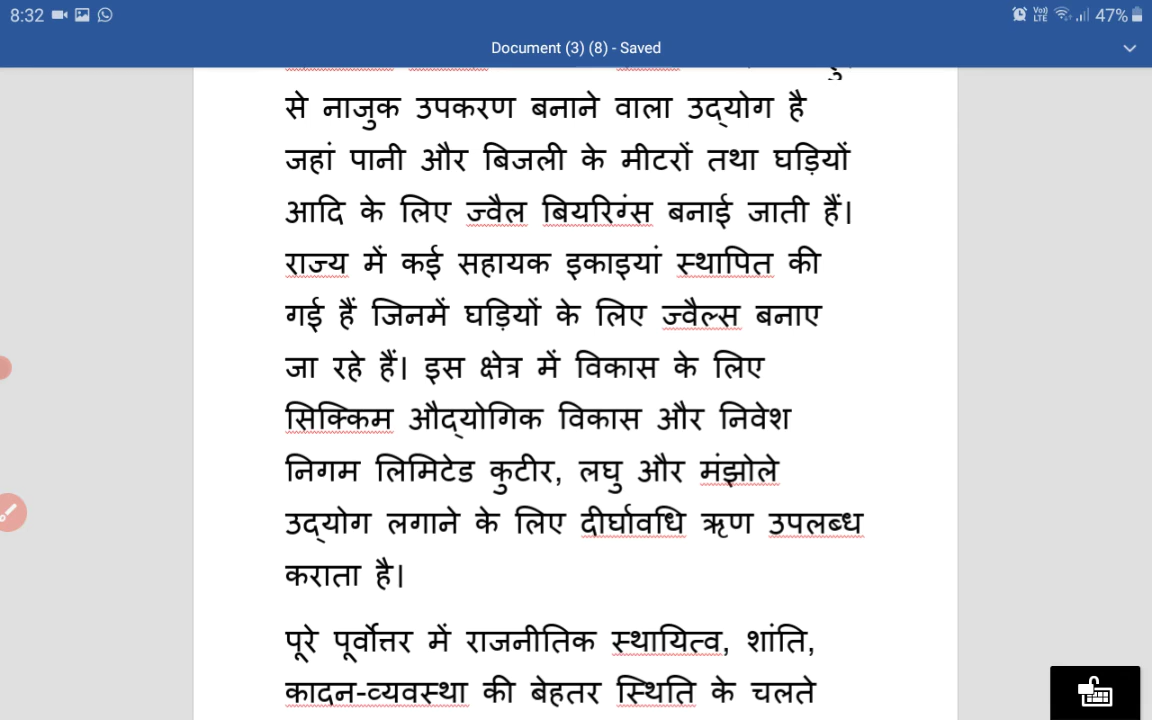 8:32
Vo)) LTE 47%
Document (3) (8) - Saved
से नाजुक उपकरण बनाने वाला उद्योग है
जहां पानी और बिजली के मीटरों तथा घड़ियों
आदि के लिए ज्वैल बियरिग्ंस बनाई जाती हैं।
राज्य में कई सहायक इकाइयां स्थापित की
गई हैं जिनमें घड़ियों के लिए ज्वैल्स बनाए
जा रहे हैं। इस क्षेत्र में विकास के लिए
सिक्किम औद्योगिक विकास और निवेश
निगम लिमिटेड कुटीर, लघु और मंझोले
उद्योग लगाने के लिए दीर्घावधि ऋण उपलब्ध
कराता है।
पूरे पूर्वोत्तर में राजनीतिक स्थायित्व, शांति,
कादन-व्यवस्था की बेहतर स्थिति के चलते